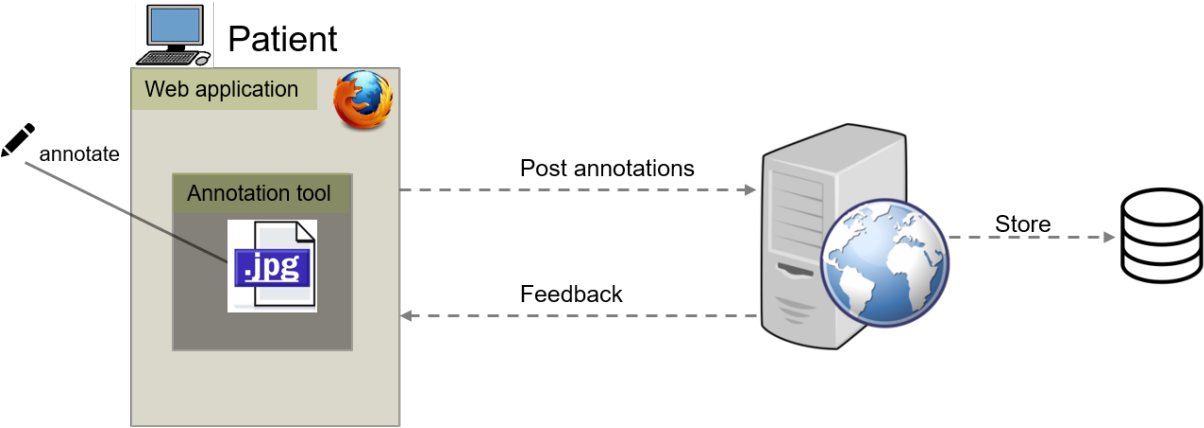 Patient
Web application
annotate
Annotation tool
.jpg
Post annotations
Feedback
Store